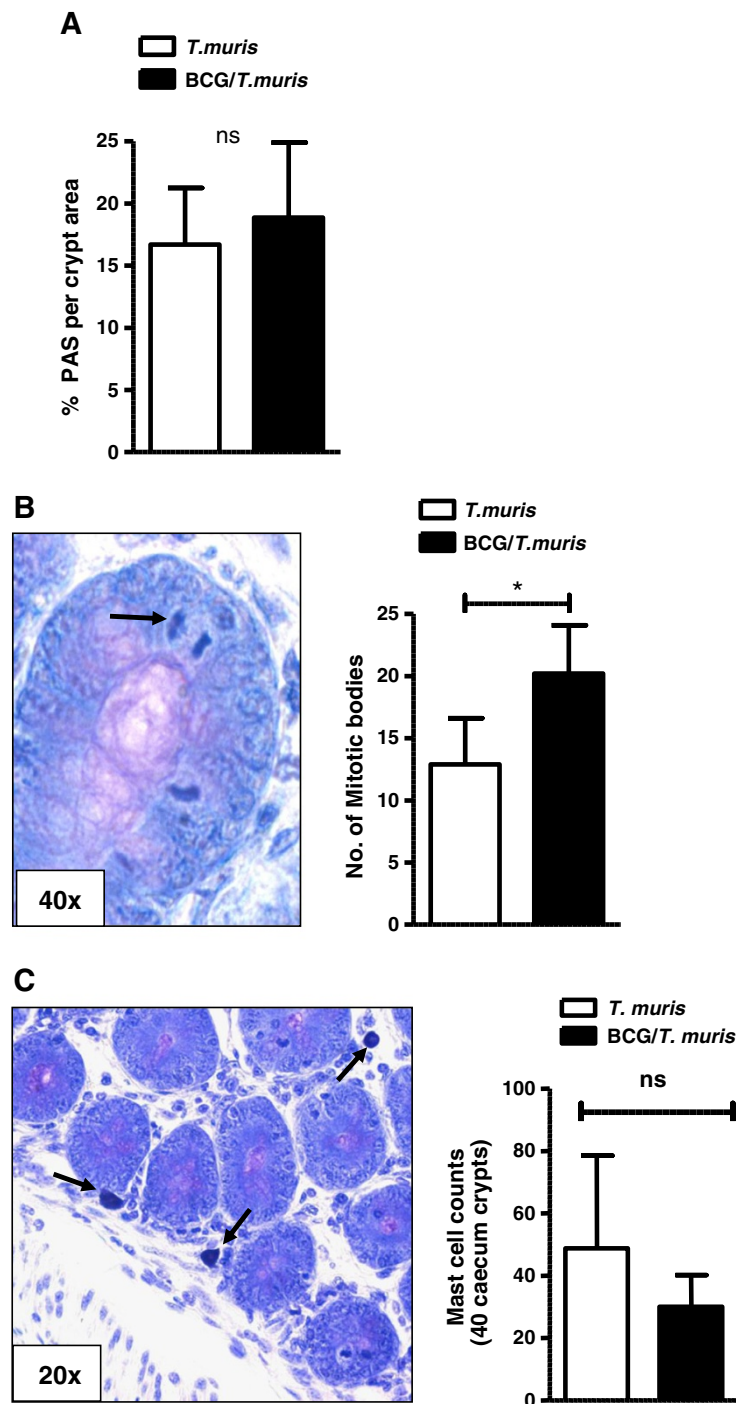 A
T.muris
BCG/T.muris
ns
25
20
15
10
5
0
% PAS per crypt area
B
T.muris
BCG/T.muris
*
25
20
15
10
5
0
No. of Mitotic bodies
40x
C
T. muris
BCG/T. muris
ns
100
80
60
40
20
0
Mast cell counts
(40 caecum crypts)
20x